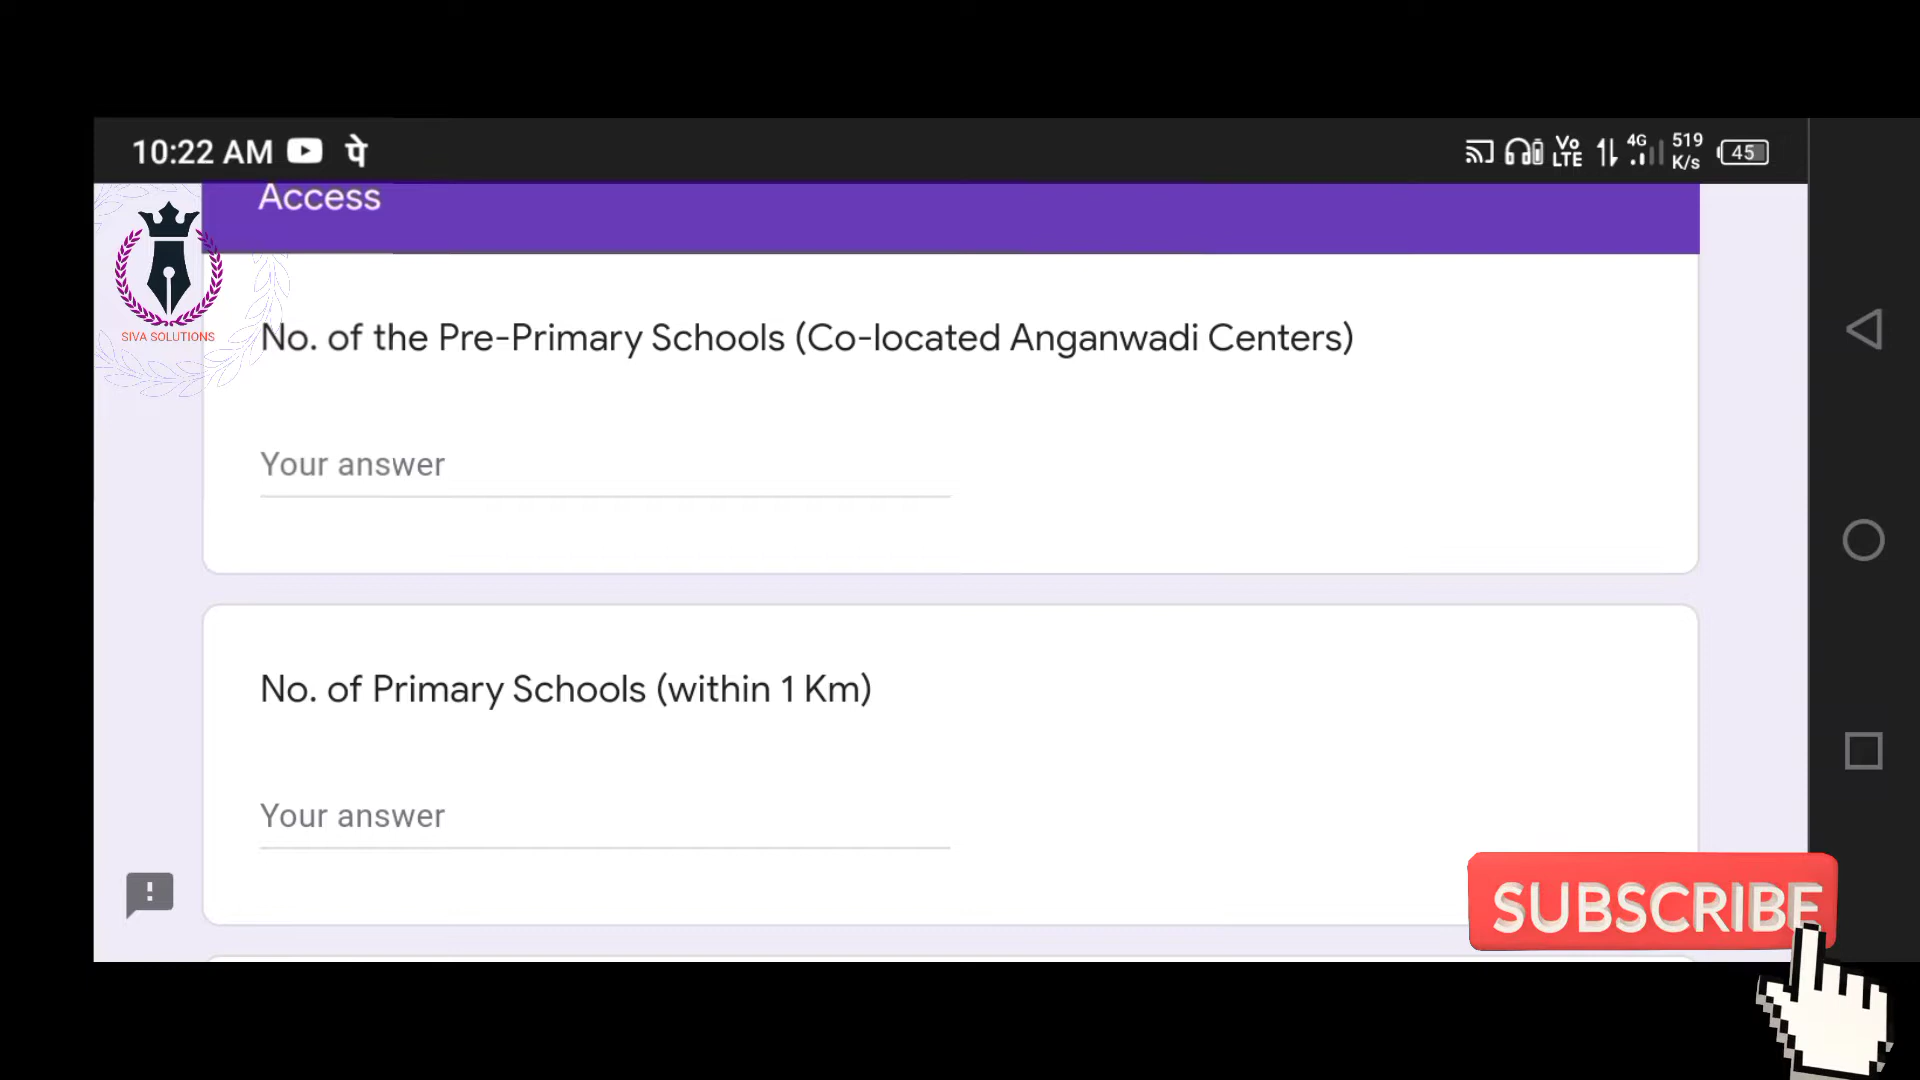 10:22 AM पे
Vo LTE 4G 519 K/s 45
Access
SIVA SOLUTIONS
No. of the Pre-Primary Schools (Co-located Anganwadi Centers)
Your answer
No. of Primary Schools (within 1 Km)
Your answer
SUBSCRIBE